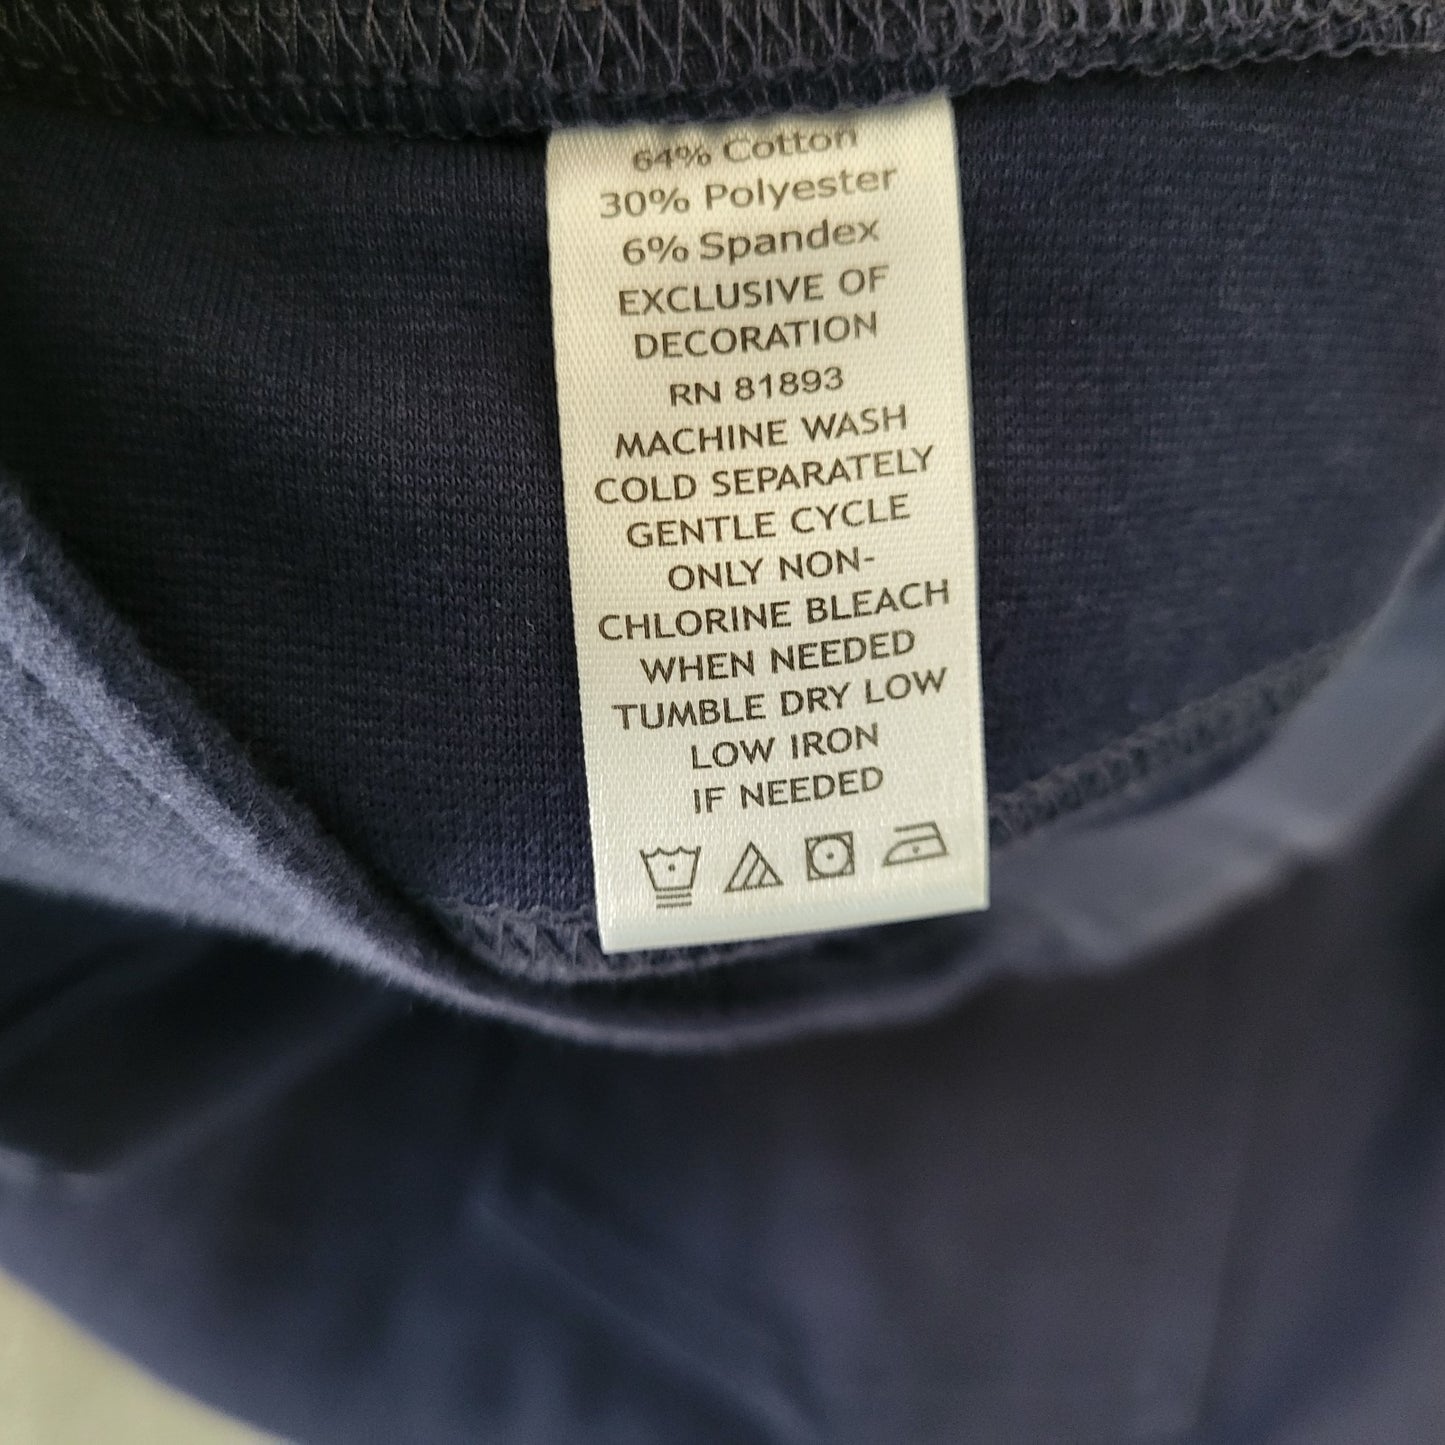 64% Cotton
30% Polyester
6% Spandex
EXCLUSIVE OF
DECORATION
RN 81893
MACHINE WASH
COLD SEPARATELY
GENTLE CYCLE
ONLY NON-
CHLORINE BLEACH
WHEN NEEDED
TUMBLE DRY LOW
LOW IRON
IF NEEDED